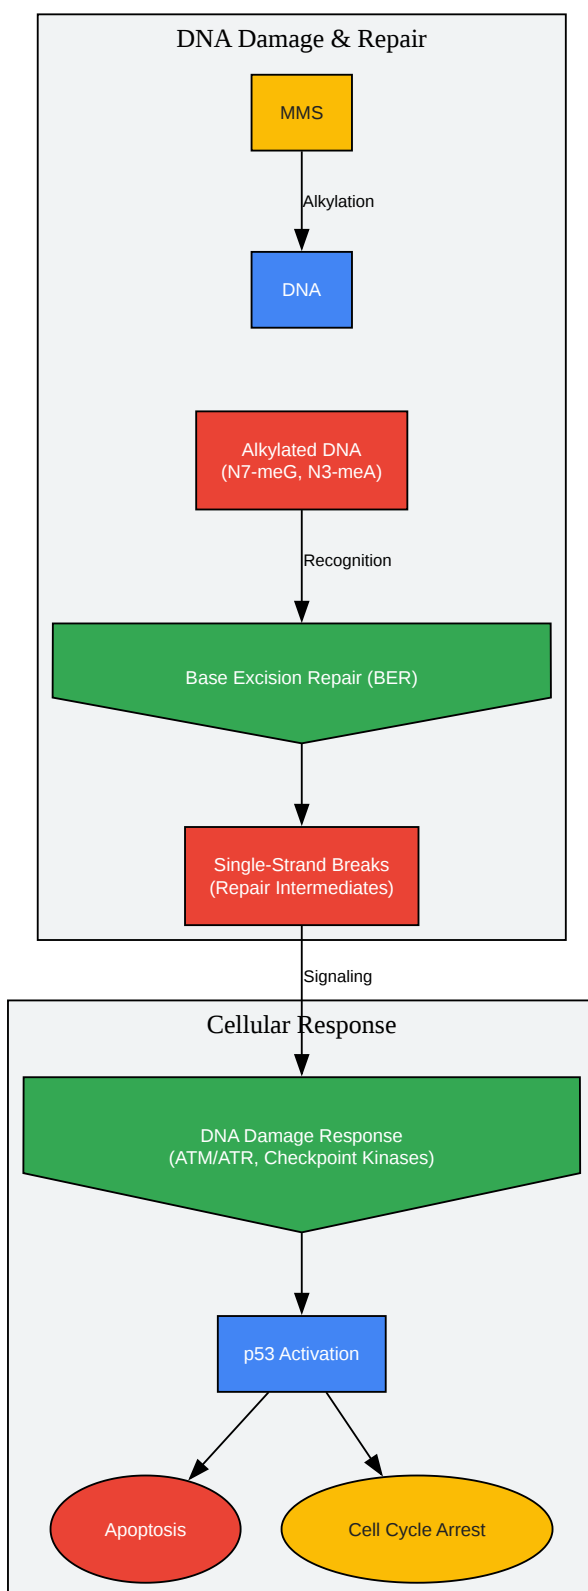 DNA Damage & Repair
MMS
Alkylation
DNA
Alkylated DNA
(N7-meG, N3-meA)
Recognition
Base Excision Repair (BER)
Single-Strand Breaks
(Repair Intermediates)
Signaling
Cellular Response
DNA Damage Response
(ATM/ATR, Checkpoint Kinases)
p53 Activation
Apoptosis
Cell Cycle Arrest